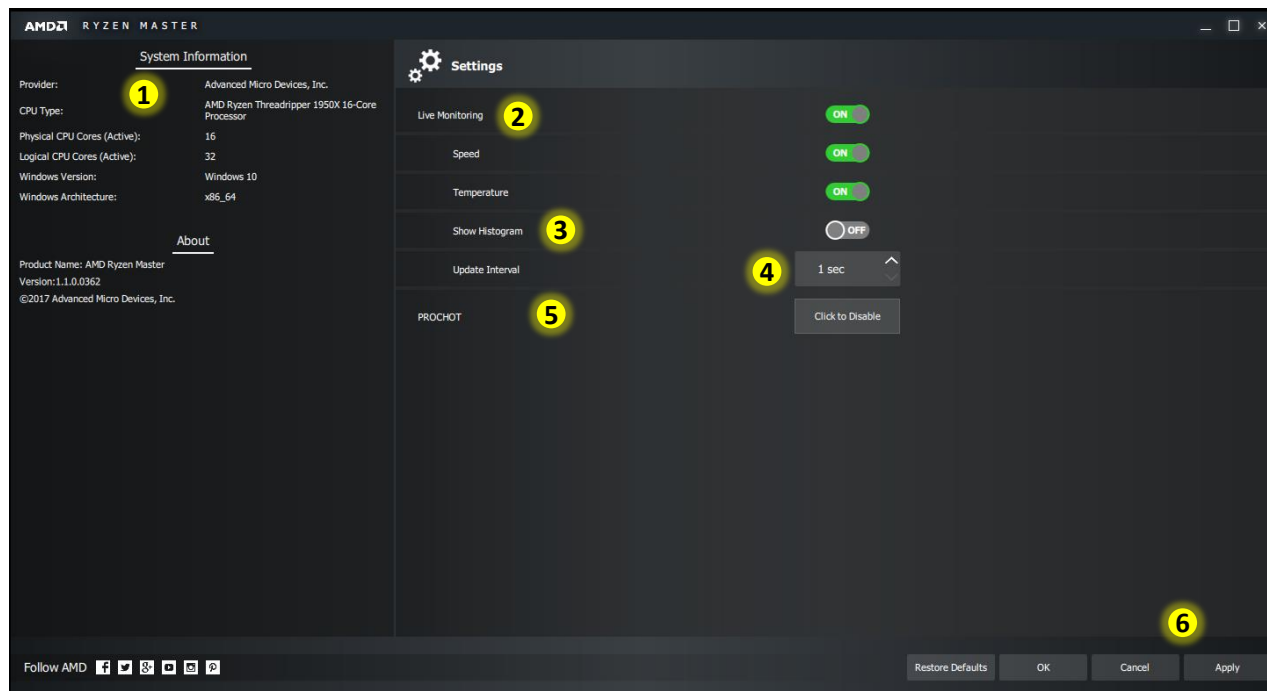 AMD RYZEN MASTER
System Information
1
Provider: Advanced Micro Devices, Inc.
CPU Type: AMD Ryzen Threadripper 1950X 16-Core
Processor
Physical CPU Cores (Active): 16
Logical CPU Cores (Active): 32
Windows Version: Windows 10
Windows Architecture: x86_64
About
Product Name: AMD Ryzen Master
Version:1.1.0.0362
©2017 Advanced Micro Devices, Inc.
Settings
Live Monitoring 2 ON
Speed ON
Temperature ON
Show Histogram 3 OFF
Update Interval 4 1 sec
PROCHOT 5 Click to Disable
6
Follow AMD
Restore Defaults OK Cancel Apply